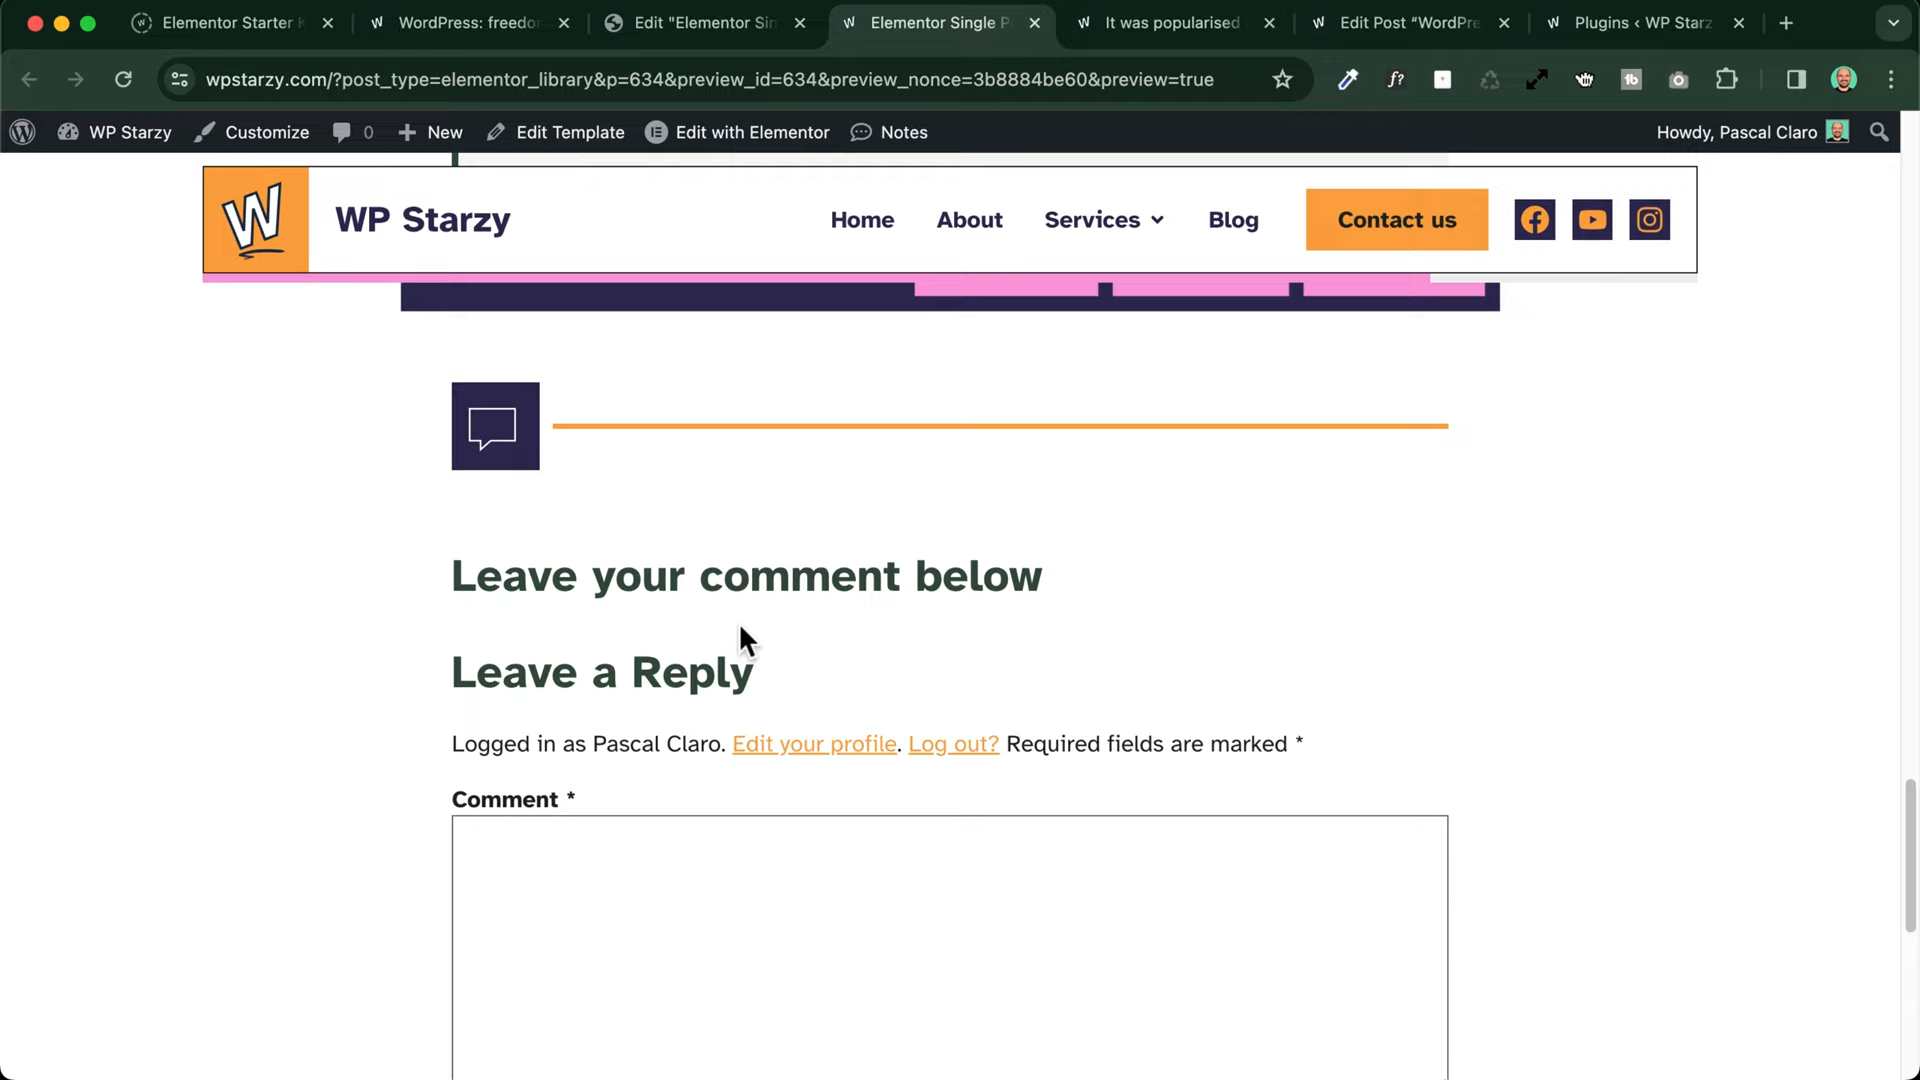 Elementor Starter K
WordPress: freedo
Edit "Elementor Sin
Elementor Single P
It was popularised
Edit Post “WordPre
Plugins ‹ WP Starz
wpstarzy.com/?post_type=elementor_library&p=634&preview_id=634&preview_nonce=3b8884be60&preview=true
f?
tb
WP Starzy
Customize
0
New
Edit Template
Edit with Elementor
Notes
Howdy, Pascal Claro
W
WP Starzy
Home
About
Services
Blog
Contact us
Leave your comment below
Leave a Reply
Logged in as Pascal Claro. Edit your profile. Log out? Required fields are marked *
Comment *